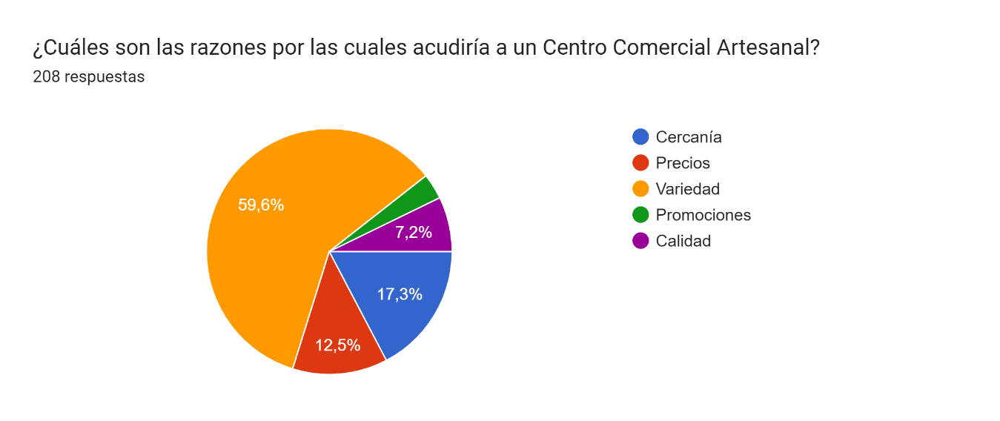 ¿Cuáles son las razones por las cuales acudiría a un Centro Comercial Artesanal?
208 respuestas
Cercanía
Precios
Variedad
Promociones
Calidad
59,6%
7,2%
17,3%
12,5%